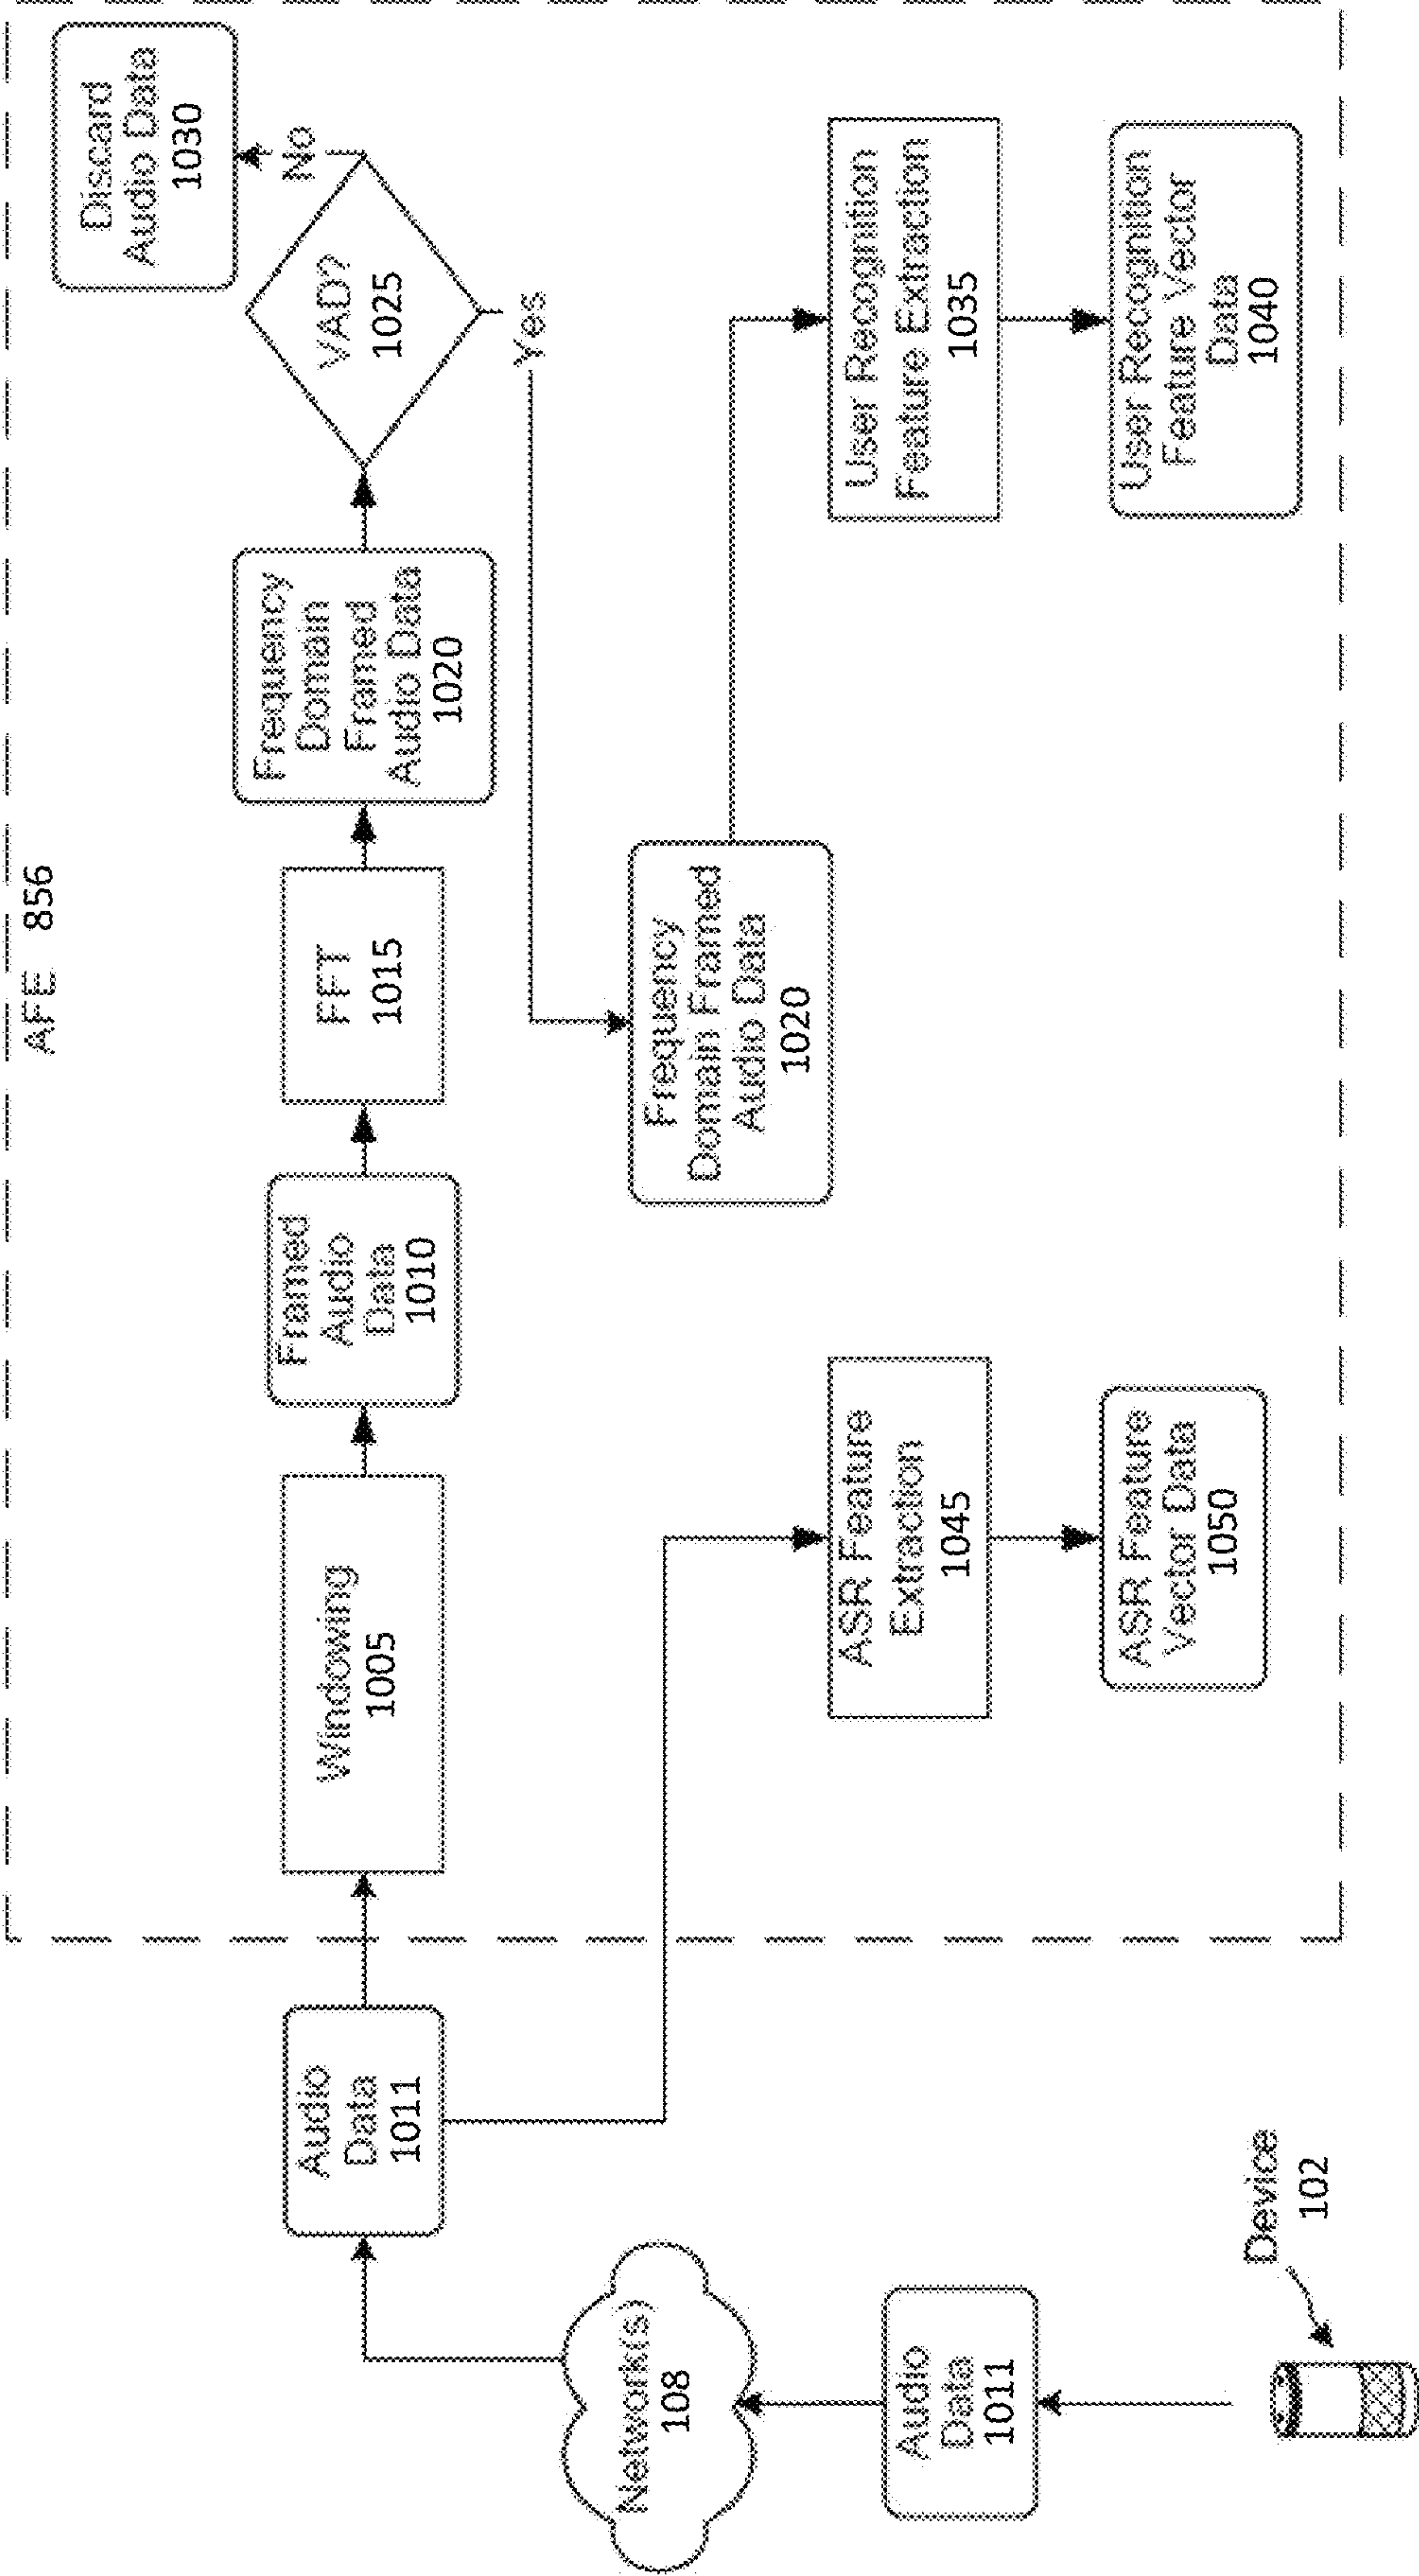 AFE 856
Device
102
Audio
Data
1011
Network(s)
108
Audio
Data
1011
Windowing
1005
Framed
Audio
Data
1010
FFT
1015
Frequency
Domain
Framed
Audio Data
1020
VAD?
1025
No
Discard
Audio Data
1030
Yes
Frequency
Domain Framed
Audio Data
1020
User Recognition
Feature Extraction
1035
User Recognition
Feature Vector
Data
1040
ASR Feature
Extraction
1045
ASR Feature
Vector Data
1050